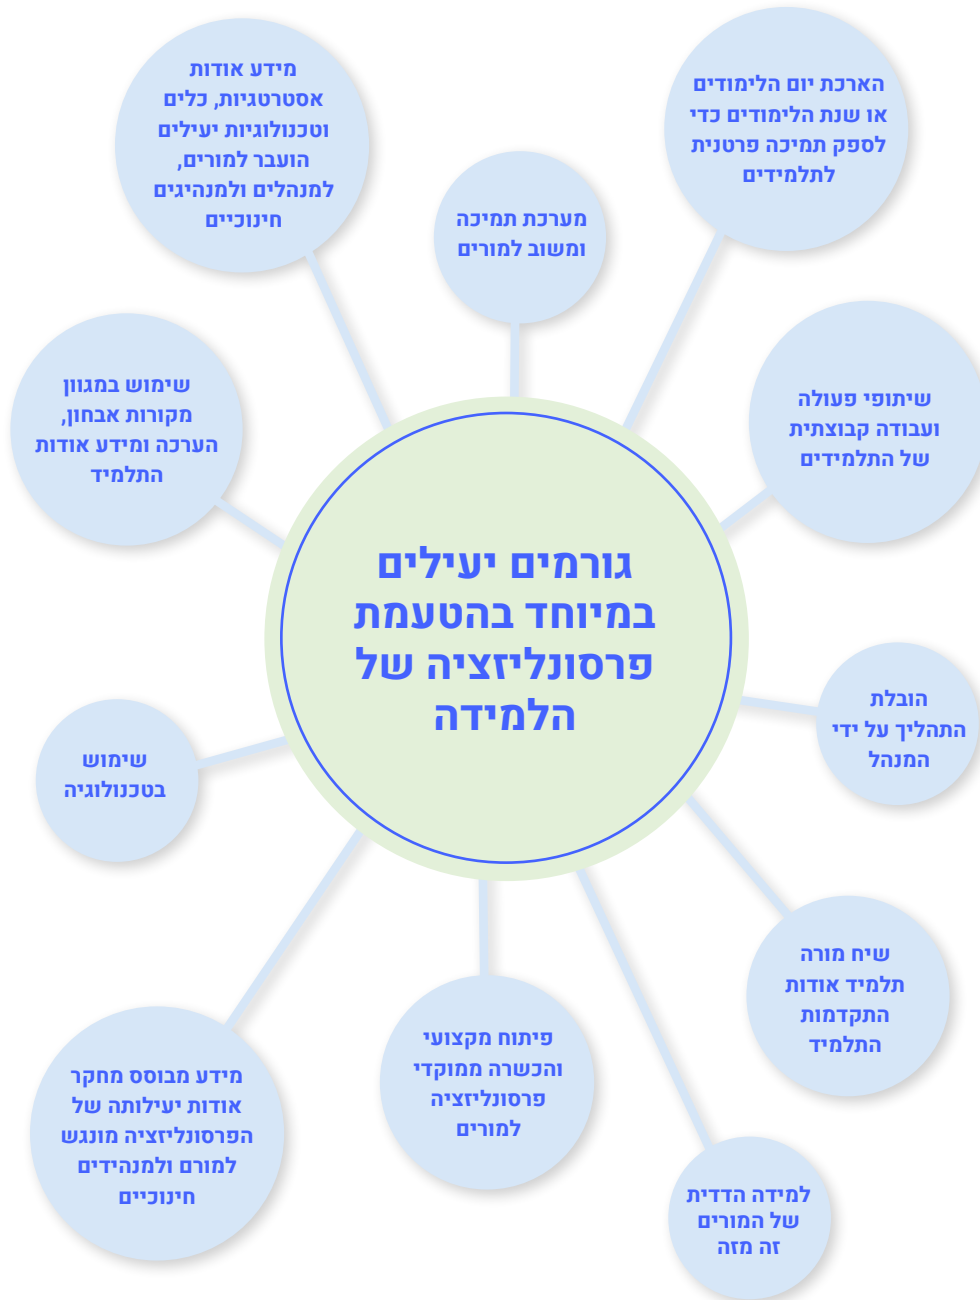 גורמים יעילים
במיוחד בהטעמת
פרסונליזציה של
הלמידה
מערכת תמיכה
ומשוב למורים
הארכת יום הלימודים
או שנת הלימודים כדי
לספק תמיכה פרטנית
לתלמידים
שיתופי פעולה
ועבודה קבוצתית
של התלמידים
הובלת
התהליך על ידי
המנהל
שיח מורה
תלמיד אודות
התקדמות
התלמיד
למידה הדדית
של המורים
זה מזה
פיתוח מקצועי
והכשרה ממוקדי
פרסונליזציה
למורים
מידע מבוסס מחקר
אודות יעילותה של
הפרסונליזציה מונגש
למורם ולמנהידים
חינוכיים
שימוש
בטכנולוגיה
שימוש במגוון
מקורות אבחון,
הערכה ומידע אודות
התלמיד
מידע אודות
אסטרטגיות, כלים
וטכנולוגיות יעילים
הועבר למורים,
למנהלים ולמנהיגים
חינוכיים